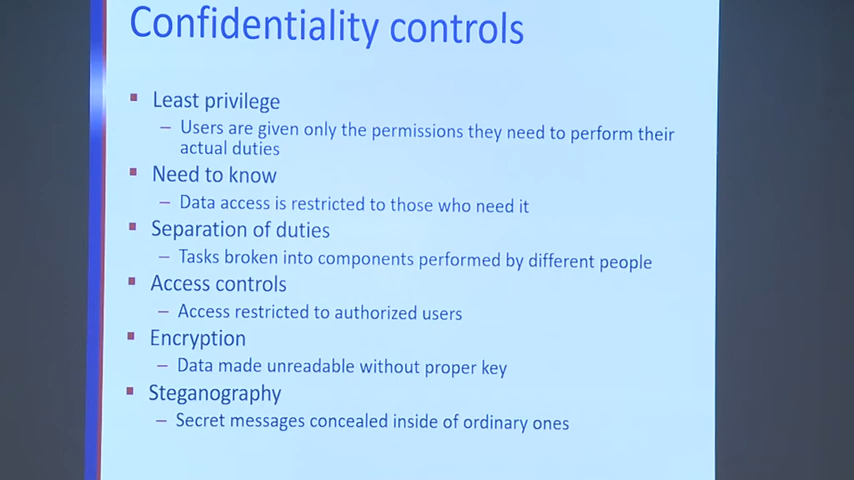 Confidentiality controls
▪ Least privilege
– Users are given only the permissions they need to perform their
actual duties
▪ Need to know
– Data access is restricted to those who need it
▪ Separation of duties
– Tasks broken into components performed by different people
▪ Access controls
– Access restricted to authorized users
▪ Encryption
– Data made unreadable without proper key
▪ Steganography
– Secret messages concealed inside of ordinary ones